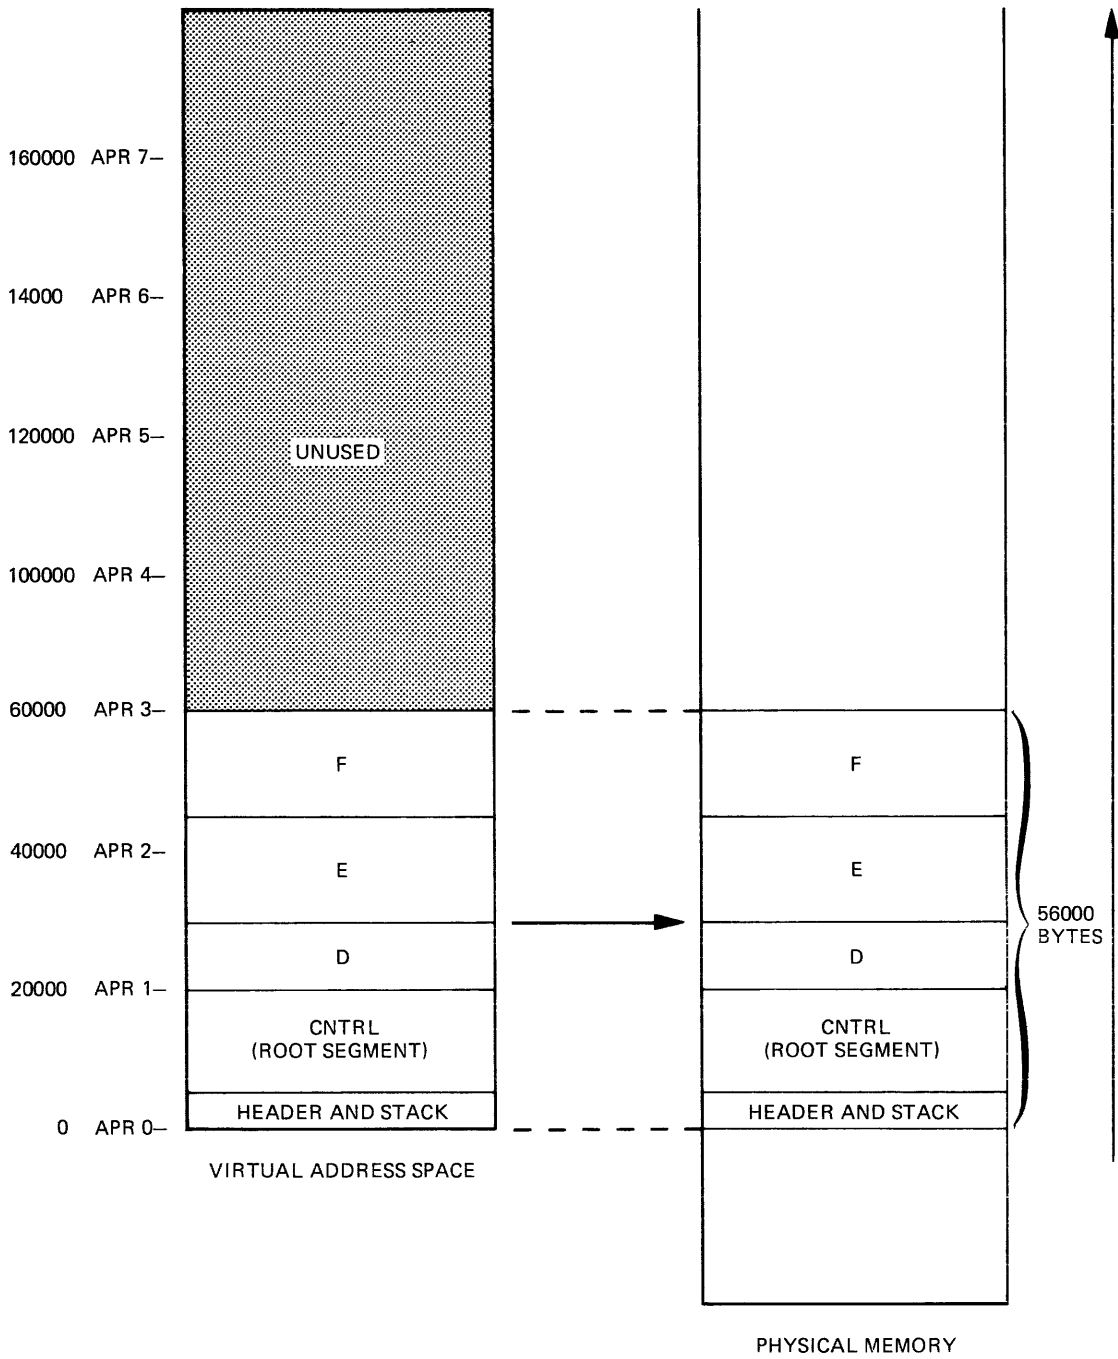 160000 APR 7–
14000 APR 6–
120000 APR 5–
UNUSED
100000 APR 4–
60000 APR 3–
F
F
40000 APR 2–
E
E
56000
BYTES
D
D
20000 APR 1–
CNTRL
(ROOT SEGMENT)
CNTRL
(ROOT SEGMENT)
HEADER AND STACK
HEADER AND STACK
0 APR 0–
VIRTUAL ADDRESS SPACE
PHYSICAL MEMORY